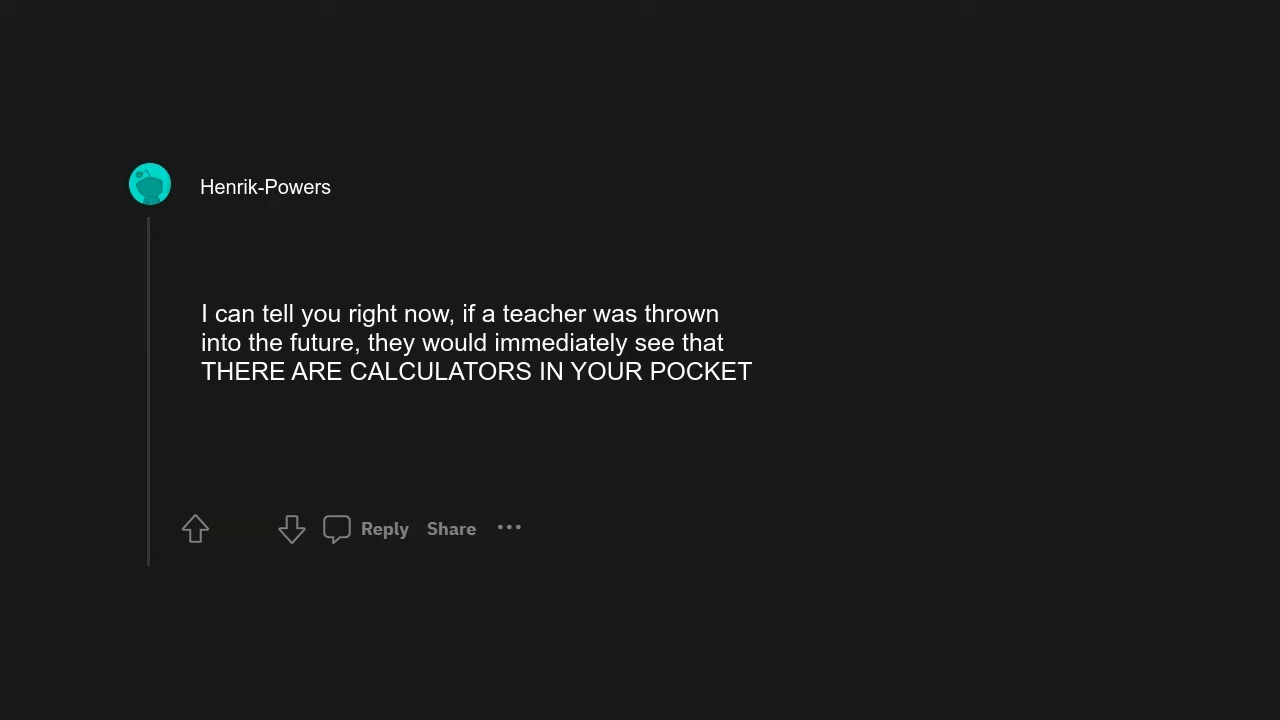 Henrik-Powers
I can tell you right now, if a teacher was thrown
into the future, they would immediately see that
THERE ARE CALCULATORS IN YOUR POCKET
Reply Share